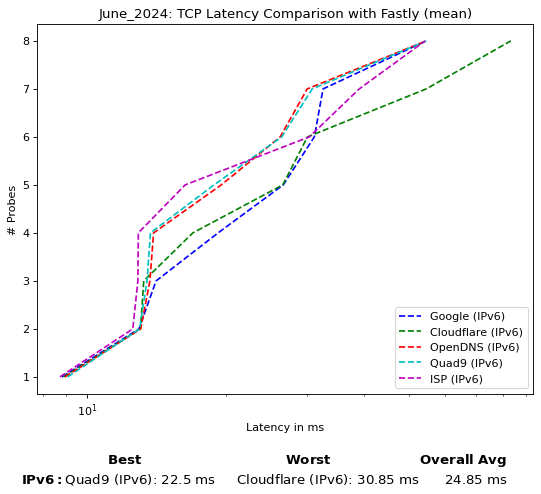 June_2024: TCP Latency Comparison with Fastly (mean)
8
7
6
5
4
3
2
1
# Probes
Google (IPv6)
Cloudflare (IPv6)
OpenDNS (IPv6)
Quad9 (IPv6)
ISP (IPv6)
10¹
Latency in ms
Best Worst Overall Avg
IPv6: Quad9 (IPv6): 22.5 ms Cloudflare (IPv6): 30.85 ms 24.85 ms